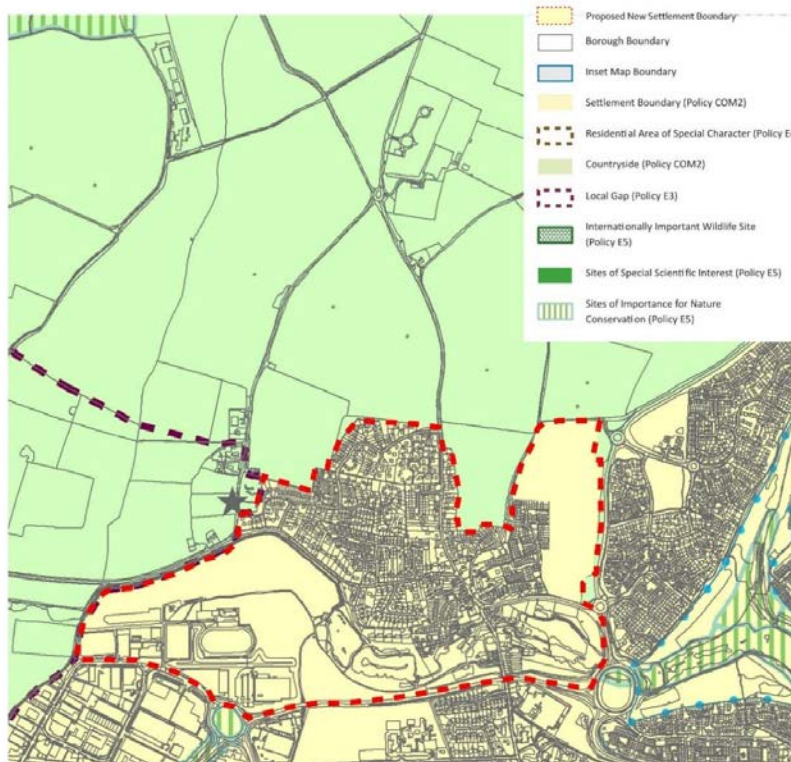 Proposed New Settlement Boundary
Borough Boundary
Inset Map Boundary
Settlement Boundary (Policy COM2)
Residential Area of Special Character (Policy E
Countryside (Policy COM2)
Local Gap (Policy E3)
Internationally Important Wildlife Site
(Policy E5)
Sites of Special Scientific Interest (Policy E5)
Sites of Importance for Nature
Conservation (Policy E5)